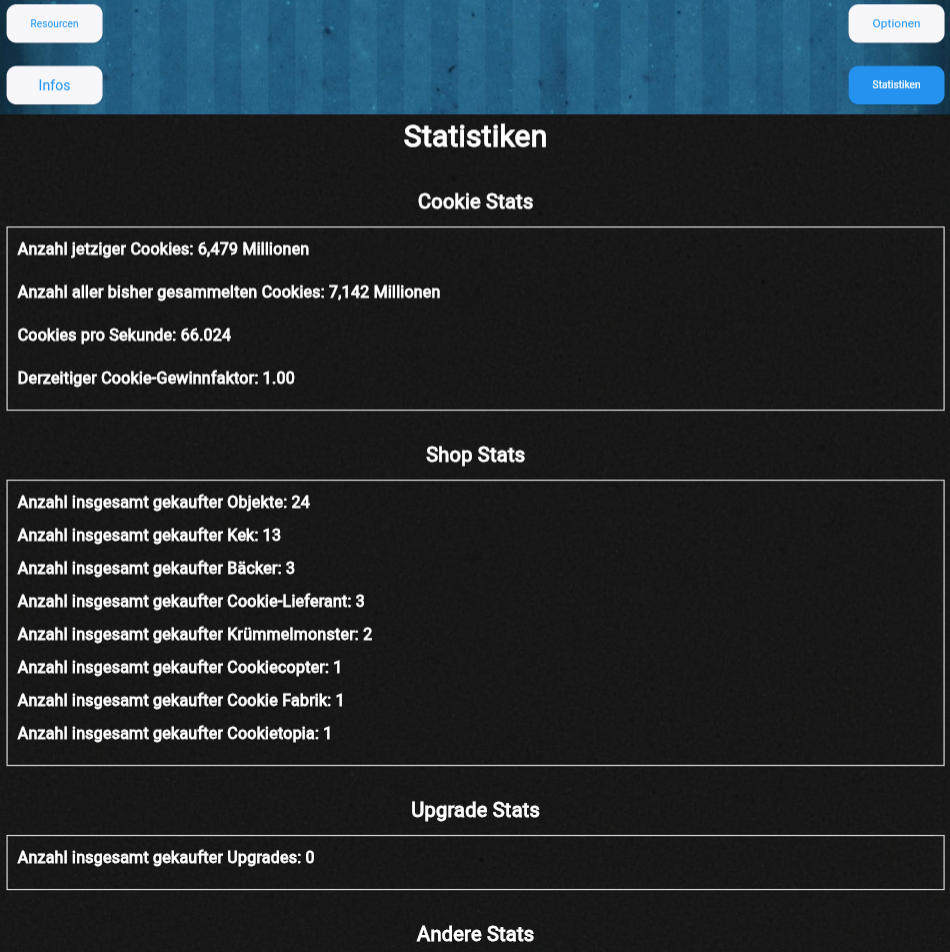 Resourcen
Optionen
Infos
Statistiken
Statistiken
Cookie Stats
Anzahl jetziger Cookies: 6,479 Millionen
Anzahl aller bisher gesammelten Cookies: 7,142 Millionen
Cookies pro Sekunde: 66.024
Derzeitiger Cookie-Gewinnfaktor: 1.00
Shop Stats
Anzahl insgesamt gekaufter Objekte: 24
Anzahl insgesamt gekaufter Kek: 13
Anzahl insgesamt gekaufter Bäcker: 3
Anzahl insgesamt gekaufter Cookie-Lieferant: 3
Anzahl insgesamt gekaufter Krümmelmonster: 2
Anzahl insgesamt gekaufter Cookiecopter: 1
Anzahl insgesamt gekaufter Cookie Fabrik: 1
Anzahl insgesamt gekaufter Cookietopia: 1
Upgrade Stats
Anzahl insgesamt gekaufter Upgrades: 0
Andere Stats